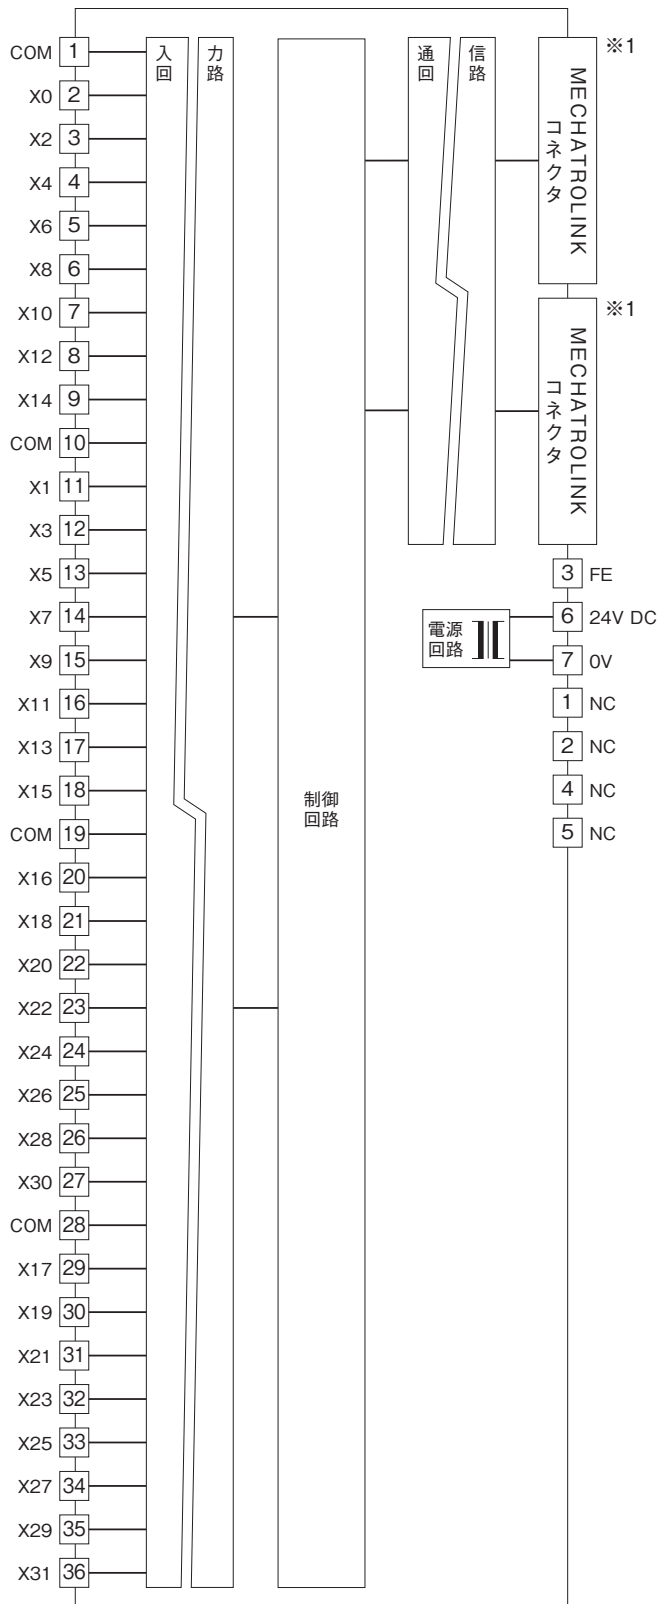 COM 1
X0 2
X2 3
X4 4
X6 5
X8 6
X10 7
X12 8
X14 9
COM 10
X1 11
X3 12
X5 13
X7 14
X9 15
X11 16
X13 17
X15 18
COM 19
X16 20
X18 21
X20 22
X22 23
X24 24
X26 25
X28 26
X30 27
COM 28
X17 29
X19 30
X21 31
X23 32
X25 33
X27 34
X29 35
X31 36
入力
回路
制御
回路
通信
回路
※1
MECHATROLINK
コネクタ
※1
MECHATROLINK
コネクタ
電源
回路
3 FE
6 24V DC
7 0V
1 NC
2 NC
4 NC
5 NC